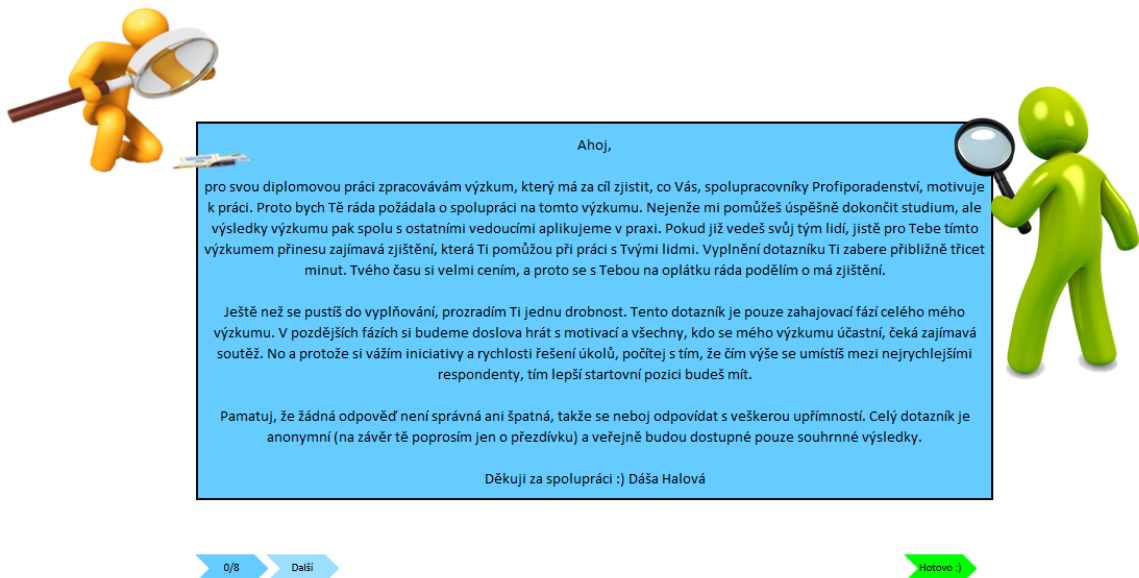 Ahoj,
pro svou diplomovou práci zpracovávám výzkum, který má za cíl zjistit, co Vás, spolupracovníky Profiporadenství, motivuje
k práci. Proto bych Tě ráda požádala o spolupráci na tomto výzkumu. Nejenže mi pomůžeš úspěšně dokončit studium, ale
výsledky výzkumu pak spolu s ostatními vedoucími aplikujeme v praxi. Pokud již vedeš svůj tým lidí, jistě pro Tebe tímto
výzkumem přinesu zajímavá zjištění, která Ti pomůžou při práci s Tvými lidmi. Vyplnění dotazníku Ti zabere přibližně třicet
minut. Tvého času si velmi cením, a proto se s Tebou na oplátku ráda podělím o má zjištění.
Ještě než se pustíš do vyplňování, prozradím Ti jednu drobnost. Tento dotazník je pouze zahajovací fází celého mého
výzkumu. V pozdějších fázích si budeme doslova hrát s motivací a všechny, kdo se mého výzkumu účastní, čeká zajímavá
soutěž. No a protože si vážím iniciativy a rychlosti řešení úkolů, počítej s tím, že čím výše se umístíš mezi nejrychlejšími
respondenty, tím lepší startovní pozici budeš mít.
Pamatuj, že žádná odpověď není správná ani špatná, takže se neboj odpovídat s veškerou upřímností. Celý dotazník je
anonymní (na závěr tě poprosím jen o přezdívku) a veřejně budou dostupné pouze souhrnné výsledky.
Děkuji za spolupráci :) Dáša Halová
0/8 Další Hotovo :)